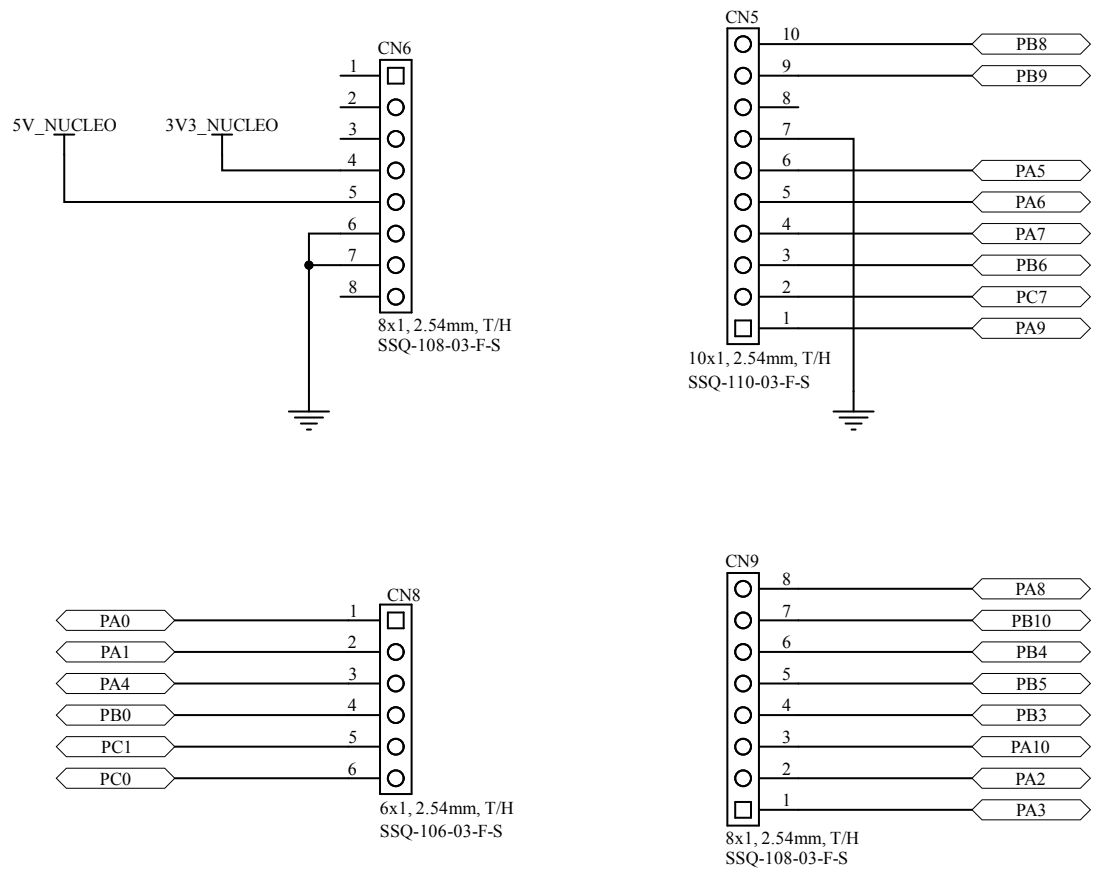 CN6
1
2
3
4
5
6
7
8
5V_NUCLEO
3V3_NUCLEO
8x1, 2.54mm, T/H
SSQ-108-03-F-S
CN5
10 PB8
9 PB9
8
7
6 PA5
5 PA6
4 PA7
3 PB6
2 PC7
1 PA9
10x1, 2.54mm, T/H
SSQ-110-03-F-S
CN8
PA0 1
PA1 2
PA4 3
PB0 4
PC1 5
PC0 6
6x1, 2.54mm, T/H
SSQ-106-03-F-S
CN9
8 PA8
7 PB10
6 PB4
5 PB5
4 PB3
3 PA10
2 PA2
1 PA3
8x1, 2.54mm, T/H
SSQ-108-03-F-S